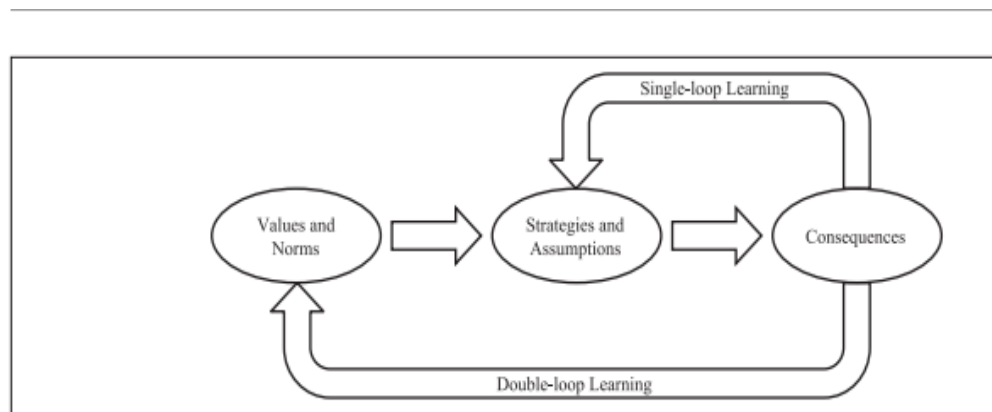 Single-loop Learning
Values and
Norms
Strategies and
Assumptions
Consequences
Double-loop Learning